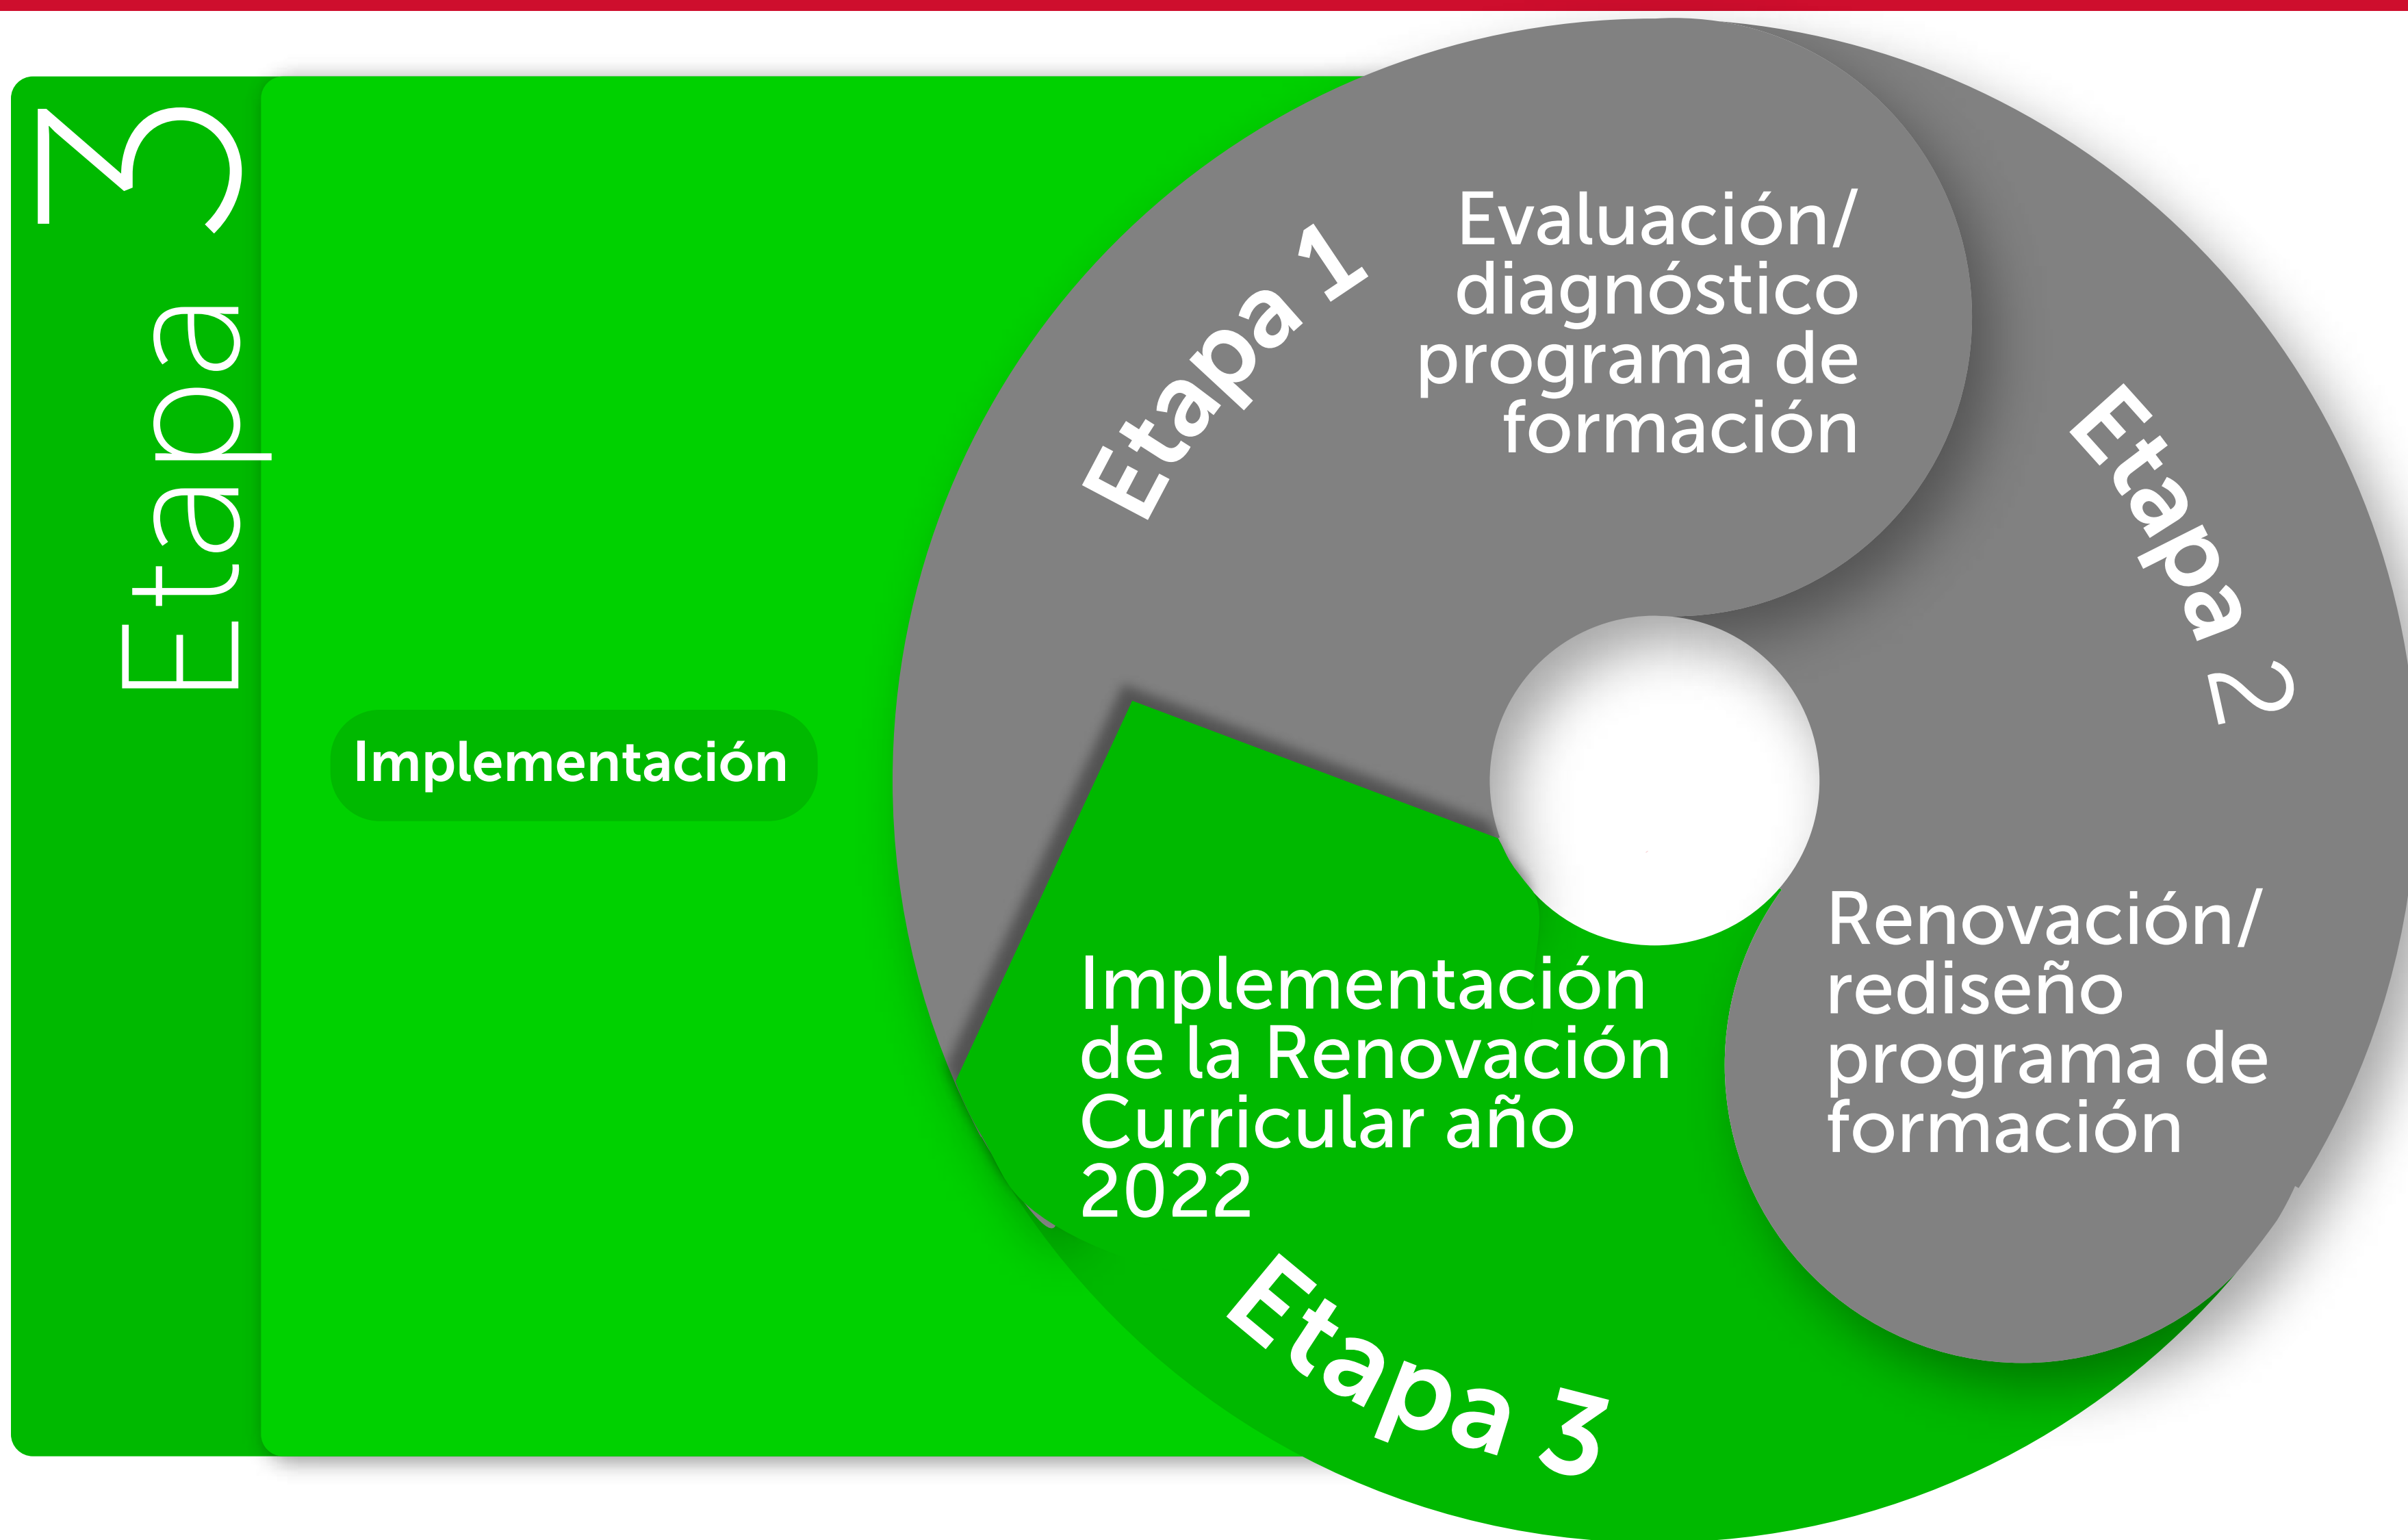 Etapa 3
Implementación
Etapa 1
Evaluación/
diagnóstico
programa de
formación
Etapa 2
Renovación/
rediseño
programa de
formación
Implementación
de la Renovación
Curricular año
2022
Etapa 3